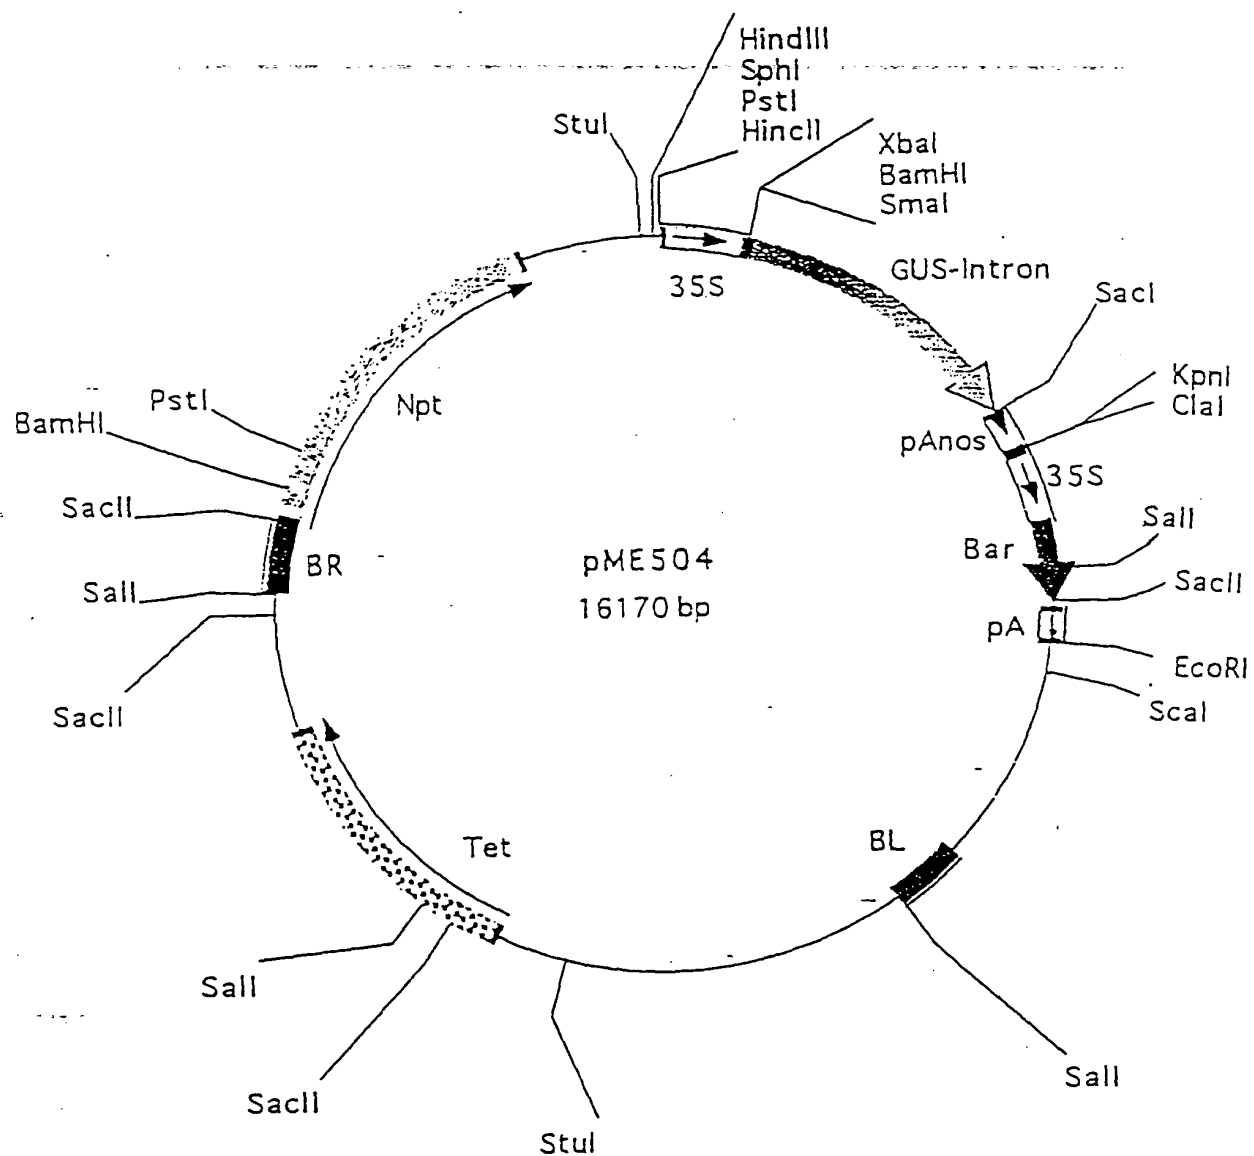 HindIII
SphI
PstI
HincII
StuI
XbaI
BamHI
SmaI
GUS-Intron
35S
SacI
KpnI
ClaI
pAnos
35S
PstI
Npt
BamHI
SacII
SalI
Bar
BR
pME504
16170 bp
SalI
SacII
pA
EcoRI
ScaI
SacII
BL
Tet
SalI
SacII
StuI
SalI